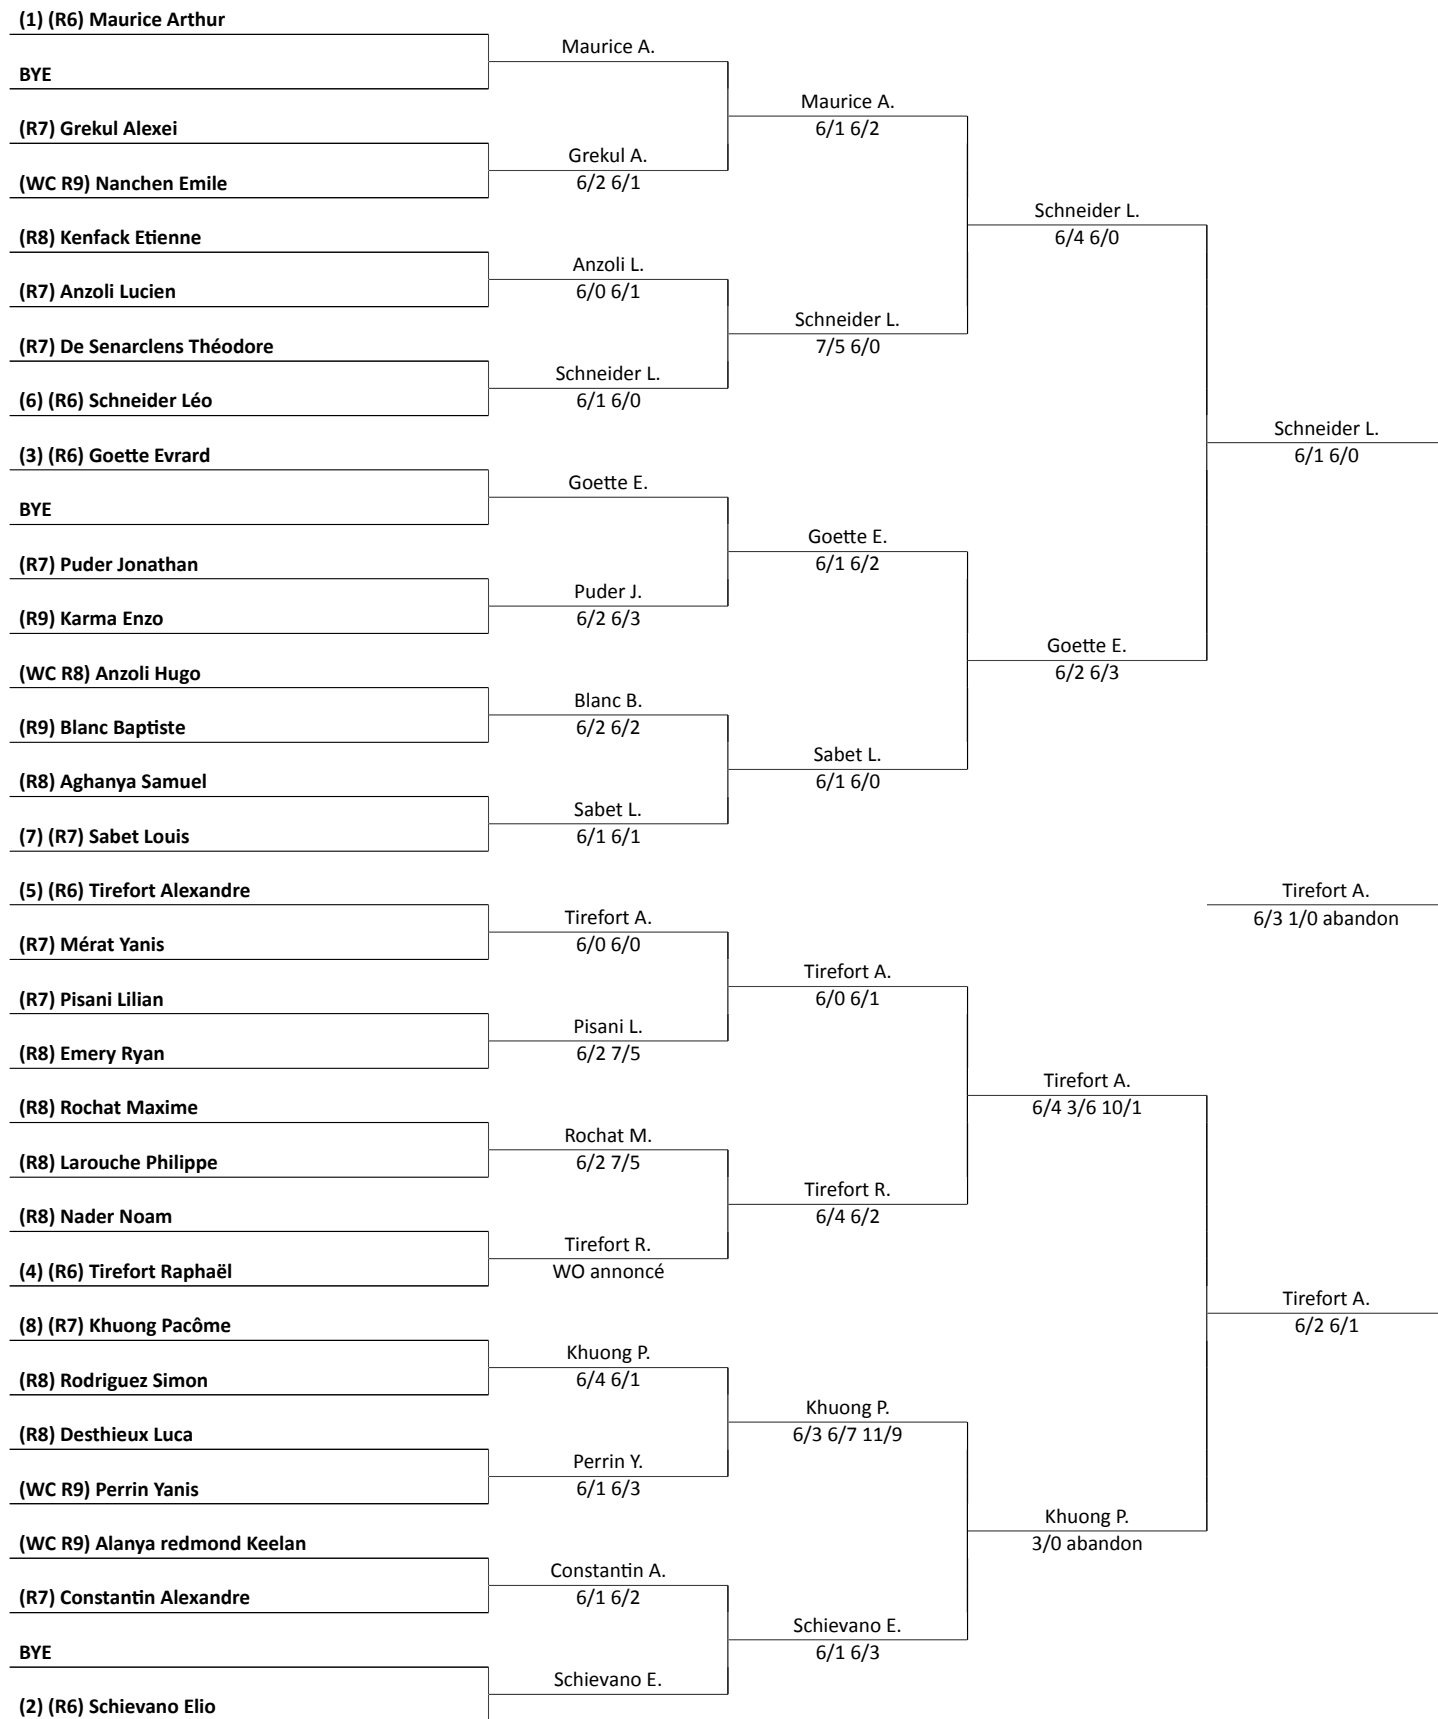 (1) (R6) Maurice Arthur
Maurice A.
BYE
Maurice A.
6/1 6/2
(R7) Grekul Alexei
Grekul A.
6/2 6/1
(WC R9) Nanchen Emile
Schneider L.
6/4 6/0
(R8) Kenfack Etienne
Anzoli L.
6/0 6/1
(R7) Anzoli Lucien
Schneider L.
7/5 6/0
(R7) De Senarclens Théodore
Schneider L.
6/1 6/0
(6) (R6) Schneider Léo
Schneider L.
6/1 6/0
(3) (R6) Goette Evrard
Goette E.
BYE
Goette E.
6/1 6/2
(R7) Puder Jonathan
Puder J.
6/2 6/3
(R9) Karma Enzo
Goette E.
6/2 6/3
(WC R8) Anzoli Hugo
Blanc B.
6/2 6/2
(R9) Blanc Baptiste
Sabet L.
6/1 6/0
(R8) Aghanya Samuel
Sabet L.
6/1 6/1
(7) (R7) Sabet Louis
(5) (R6) Tirefort Alexandre
Tirefort A.
6/3 1/0 abandon
Tirefort A.
6/0 6/0
(R7) Mérat Yanis
Tirefort A.
6/0 6/1
(R7) Pisani Lilian
Pisani L.
6/2 7/5
(R8) Emery Ryan
Tirefort A.
6/4 3/6 10/1
(R8) Rochat Maxime
Rochat M.
6/2 7/5
(R8) Larouche Philippe
Tirefort R.
6/4 6/2
(R8) Nader Noam
Tirefort R.
WO annoncé
(4) (R6) Tirefort Raphaël
Tirefort A.
6/2 6/1
(8) (R7) Khuong Pacôme
Khuong P.
6/4 6/1
(R8) Rodriguez Simon
Khuong P.
6/3 6/7 11/9
(R8) Desthieux Luca
Perrin Y.
6/1 6/3
(WC R9) Perrin Yanis
Khuong P.
3/0 abandon
(WC R9) Alanya redmond Keelan
Constantin A.
6/1 6/2
(R7) Constantin Alexandre
Schievano E.
6/1 6/3
BYE
Schievano E.
(2) (R6) Schievano Elio